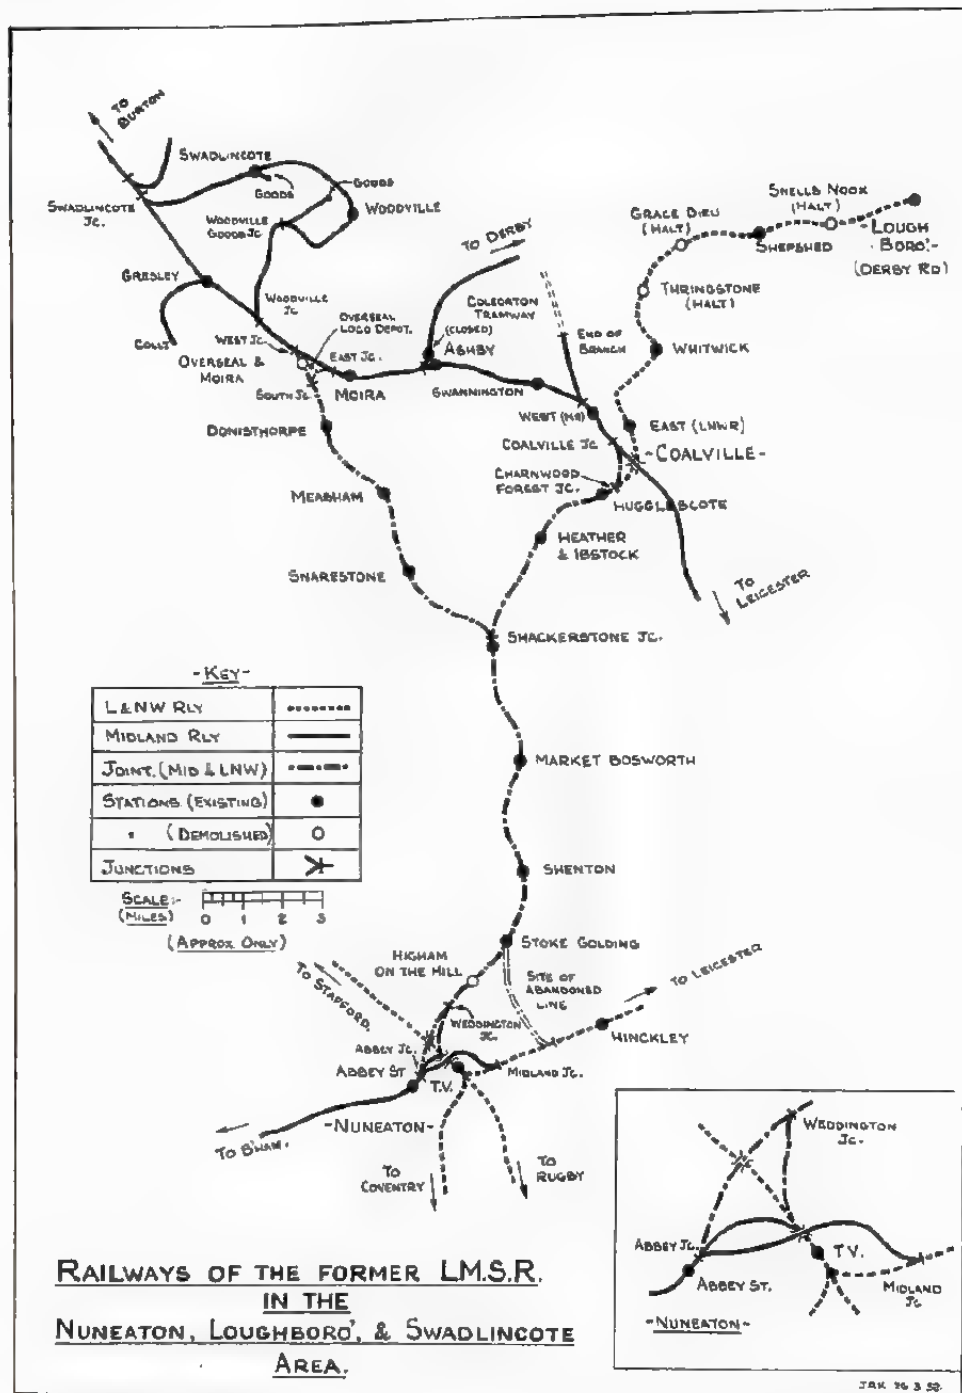 TO
BURTON
SWADLINCOTE
GOODS
GOODS
SWADLINCOTE
JC.
WOODVILLE
GOODS JC.
WOODVILLE
SNELLS NOOK
(HALT)
GRACE DIEU
(HALT)
SHEPSHED
-LOUGH
BORO'-
(DERBY RD)
TO DERBY
GRESLEY
THRINGSTONE
(HALT)
COLEORTON
TRAMWAY
WOODVILLE
JC.
OVERSEAL
LOCO DEPOT.
(CLOSED)
ASHBY
END OF
BRANCH
WHITWICK
COLLY
WEST JC.
OVERSEAL &
MOIRA
EAST JC.
SOUTH JC.
MOIRA
SWANNINGTON
WEST (MR)
EAST (LNWR)
DONISTHORPE
COALVILLE JC.
-COALVILLE-
CHARNWOOD
FOREST JC.
MEASHAM
HUGGLESCOTE
HEATHER
& IBSTOCK
SNARESTONE
TO
LEICESTER
SHACKERSTONE JC.
-KEY-
L & NW RLY
MIDLAND RLY
JOINT. (MID & LNW)
STATIONS (EXISTING)
" (DEMOLISHED)
JUNCTIONS
SCALE:-
(MILES)
0 1 2 3
(APPROX ONLY)
MARKET BOSWORTH
SHENTON
STOKE GOLDING
HIGHAM
ON THE HILL
TO STAFFORD.
SITE OF
ABANDONED
LINE
TO LEICESTER
WEDDINGTON
JC.
HINCKLEY
ABBEY JC.
ABBEY ST
T.V.
MIDLAND JC.
-NUNEATON-
TO B'HAM.
TO
COVENTRY
TO
RUGBY
WEDDINGTON
JC.
ABBEY JC.
T.V.
ABBEY ST.
MIDLAND
JC
-NUNEATON-
RAILWAYS OF THE FORMER L.M.S.R.
IN THE
NUNEATON, LOUGHBORO', & SWADLINCOTE
AREA.